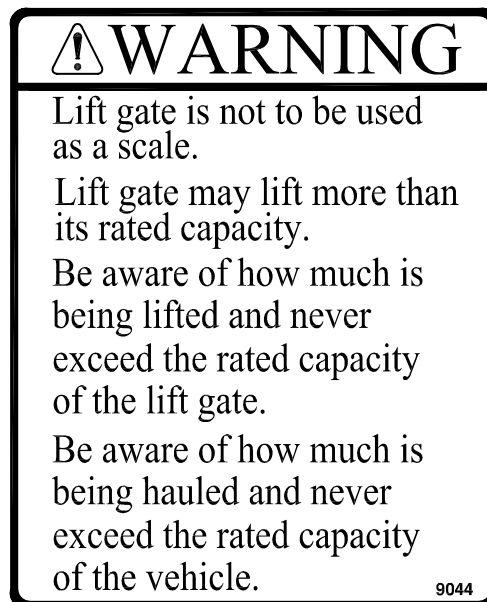 WARNING
Lift gate is not to be used
as a scale.
Lift gate may lift more than
its rated capacity.
Be aware of how much is
being lifted and never
exceed the rated capacity
of the lift gate.
Be aware of how much is
being hauled and never
exceed the rated capacity
of the vehicle.
9044